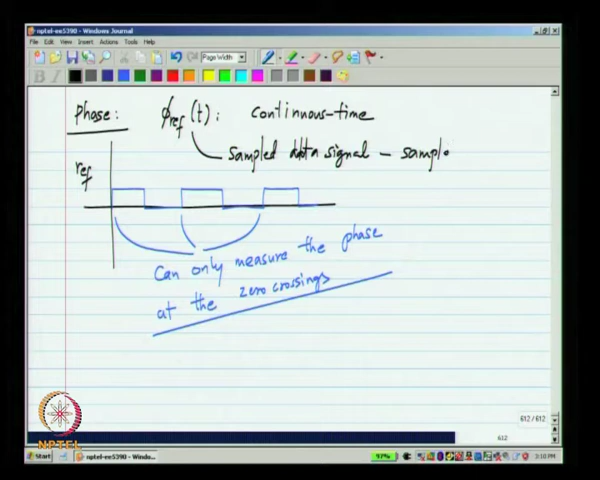 nptel-ee5390 - Windows Journal
File Edit View Insert Actions Tools Help
Page Width
B I
Phase: ϕref (t): Continuous-time
Sampled data signal – sampl
ref
Can only measure the phase
at the zero crossings
612/612
612
NPTEL
Start nptel-ee5390 - Windo... 97% 3:10 PM